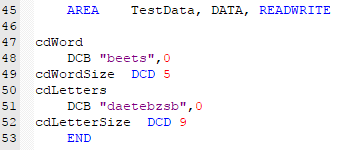 45 AREA TestData, DATA, READWRITE
46
47 cdWord
48 DCB "beets",0
49 cdWordSize DCD 5
50 cdLetters
51 DCB "daetebzsb",0
52 cdLetterSize DCD 9
53 END